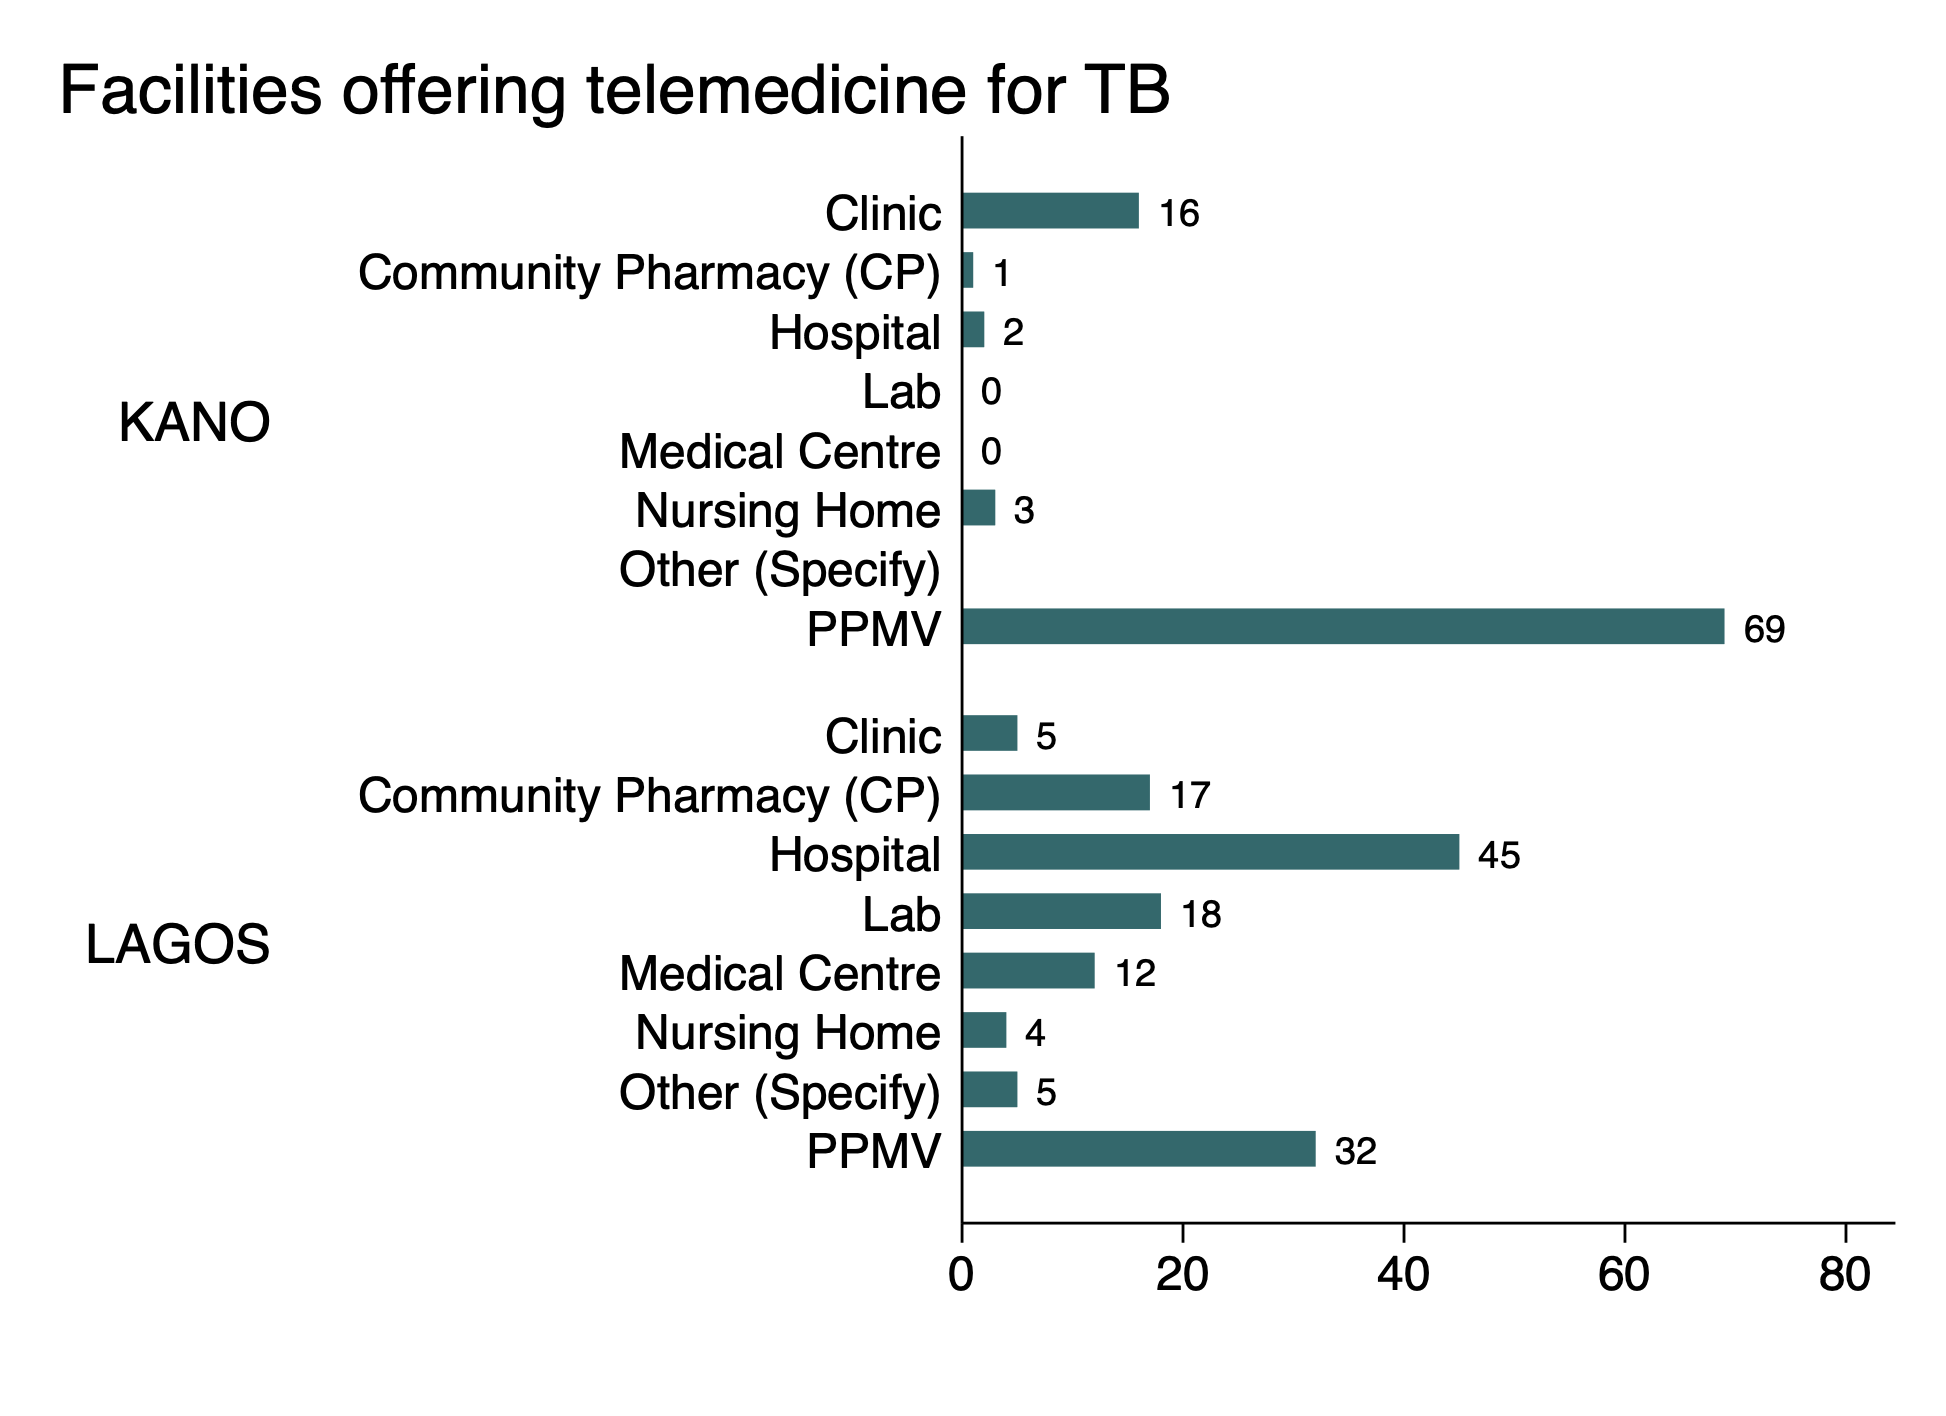 Facilities offering telemedicine for TB
KANO
Clinic 16
Community Pharmacy (CP) 1
Hospital 2
Lab 0
Medical Centre 0
Nursing Home 3
Other (Specify)
PPMV 69
LAGOS
Clinic 5
Community Pharmacy (CP) 17
Hospital 45
Lab 18
Medical Centre 12
Nursing Home 4
Other (Specify) 5
PPMV 32
0 20 40 60 80